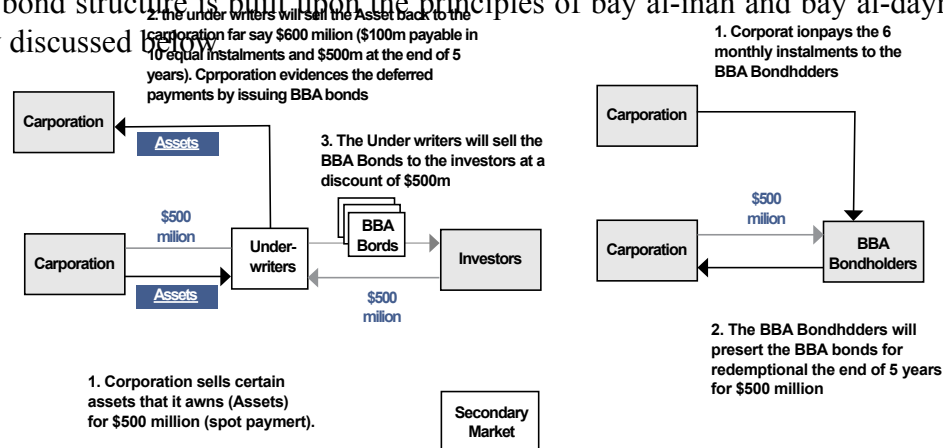 bond structure is built upon the principles of bay al-inah and bay al-dayn
discussed below
2. the under writers will sell the Asset back to the
carporation far say $600 milion ($100m payable in
10 equal instalments and $500m at the end of 5
years). Cprporation evidences the deferred
payments by issuing BBA bonds
Carporation
Assets
3. The Under writers will sell the
BBA Bonds to the investors at a
discount of $500m
$500
milion
Carporation
Assets
Under-
writers
BBA
Bords
Investors
$500
milion
1. Corporation sells certain
assets that it awns (Assets)
for $500 million (spot paymert).
Secondary
Market
1. Corporat ionpays the 6
monthly instalments to the
BBA Bondhdders
Carporation
$500
milion
Carporation
BBA
Bondholders
2. The BBA Bondhdders will
presert the BBA bonds for
redemptional the end of 5 years
for $500 million